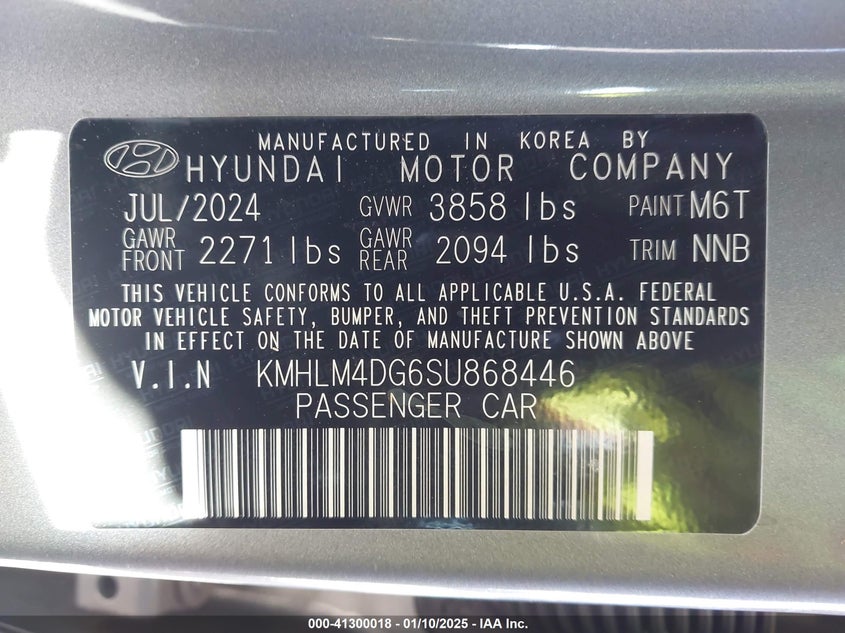 MANUFACTURED IN KOREA BY
HYUNDAI MOTOR COMPANY
JUL/2024 GVWR 3858 lbs PAINT M6T
GAWR FRONT 2271 lbs GAWR REAR 2094 lbs TRIM NNB
THIS VEHICLE CONFORMS TO ALL APPLICABLE U.S.A. FEDERAL
MOTOR VEHICLE SAFETY, BUMPER, AND THEFT PREVENTION STANDARDS
IN EFFECT ON THE DATE OF MANUFACTURE SHOWN ABOVE
V.I.N KMHLM4DG6SU868446
PASSENGER CAR
000-41300018 - 01/10/2025 - IAA, Inc.